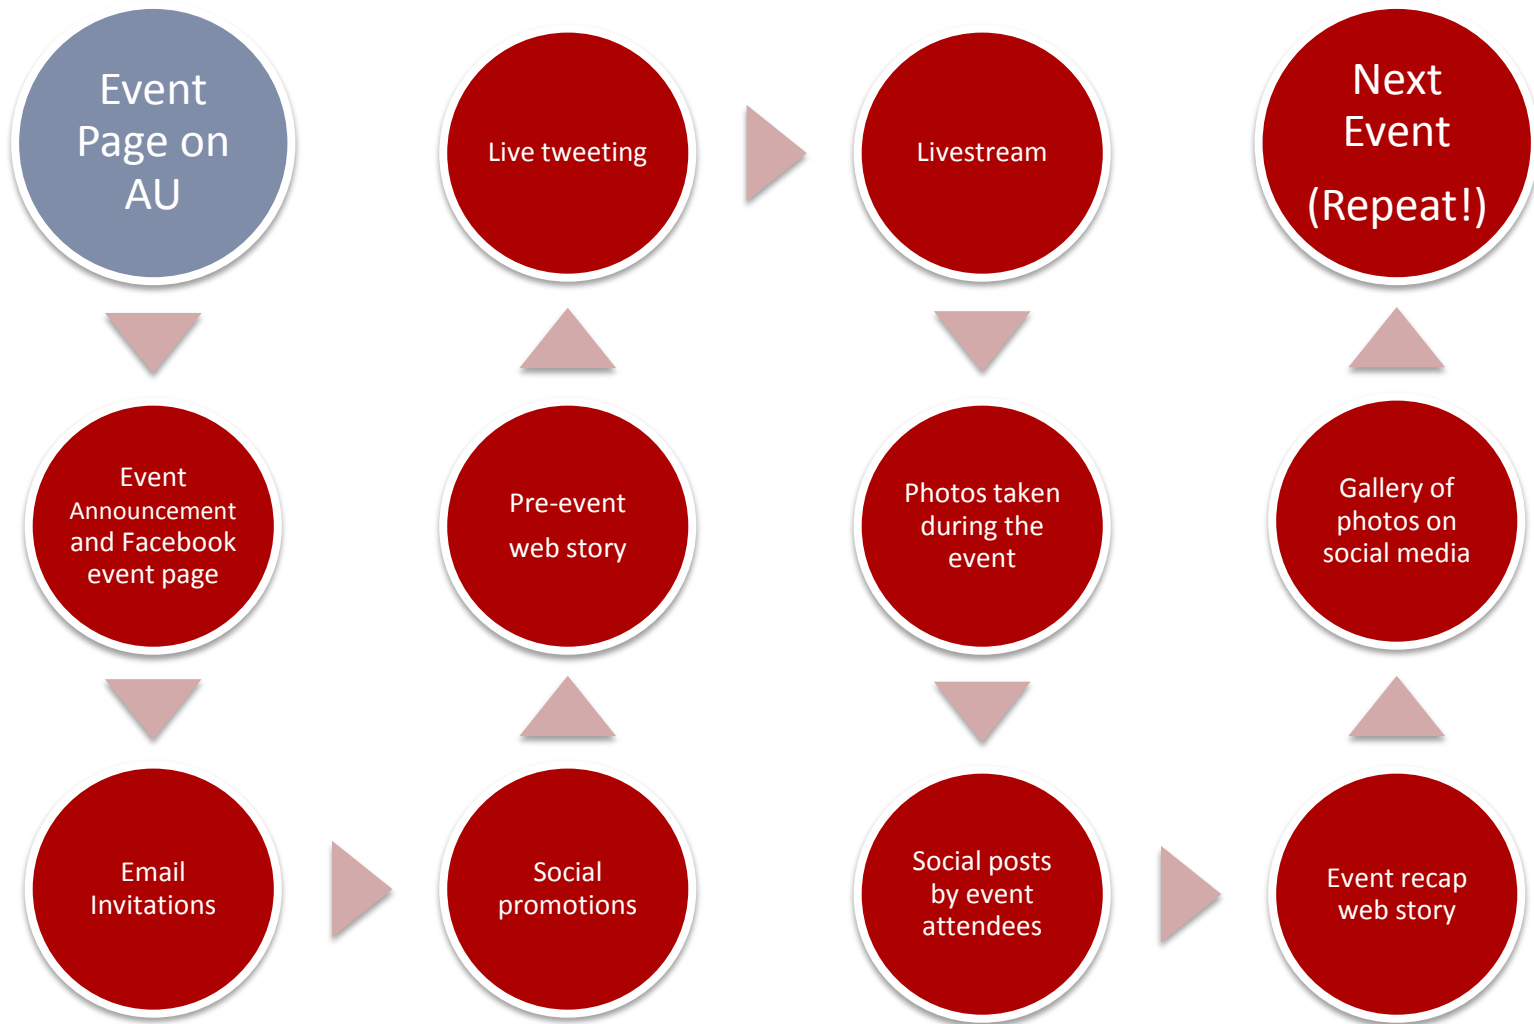 Event
Page on
AU
Event
Announcement
and Facebook
event page
Email
Invitations
Social
promotions
Pre-event
web story
Live tweeting
Livestream
Photos taken
during the
event
Social posts
by event
attendees
Event recap
web story
Gallery of
photos on
social media
Next
Event
(Repeat!)